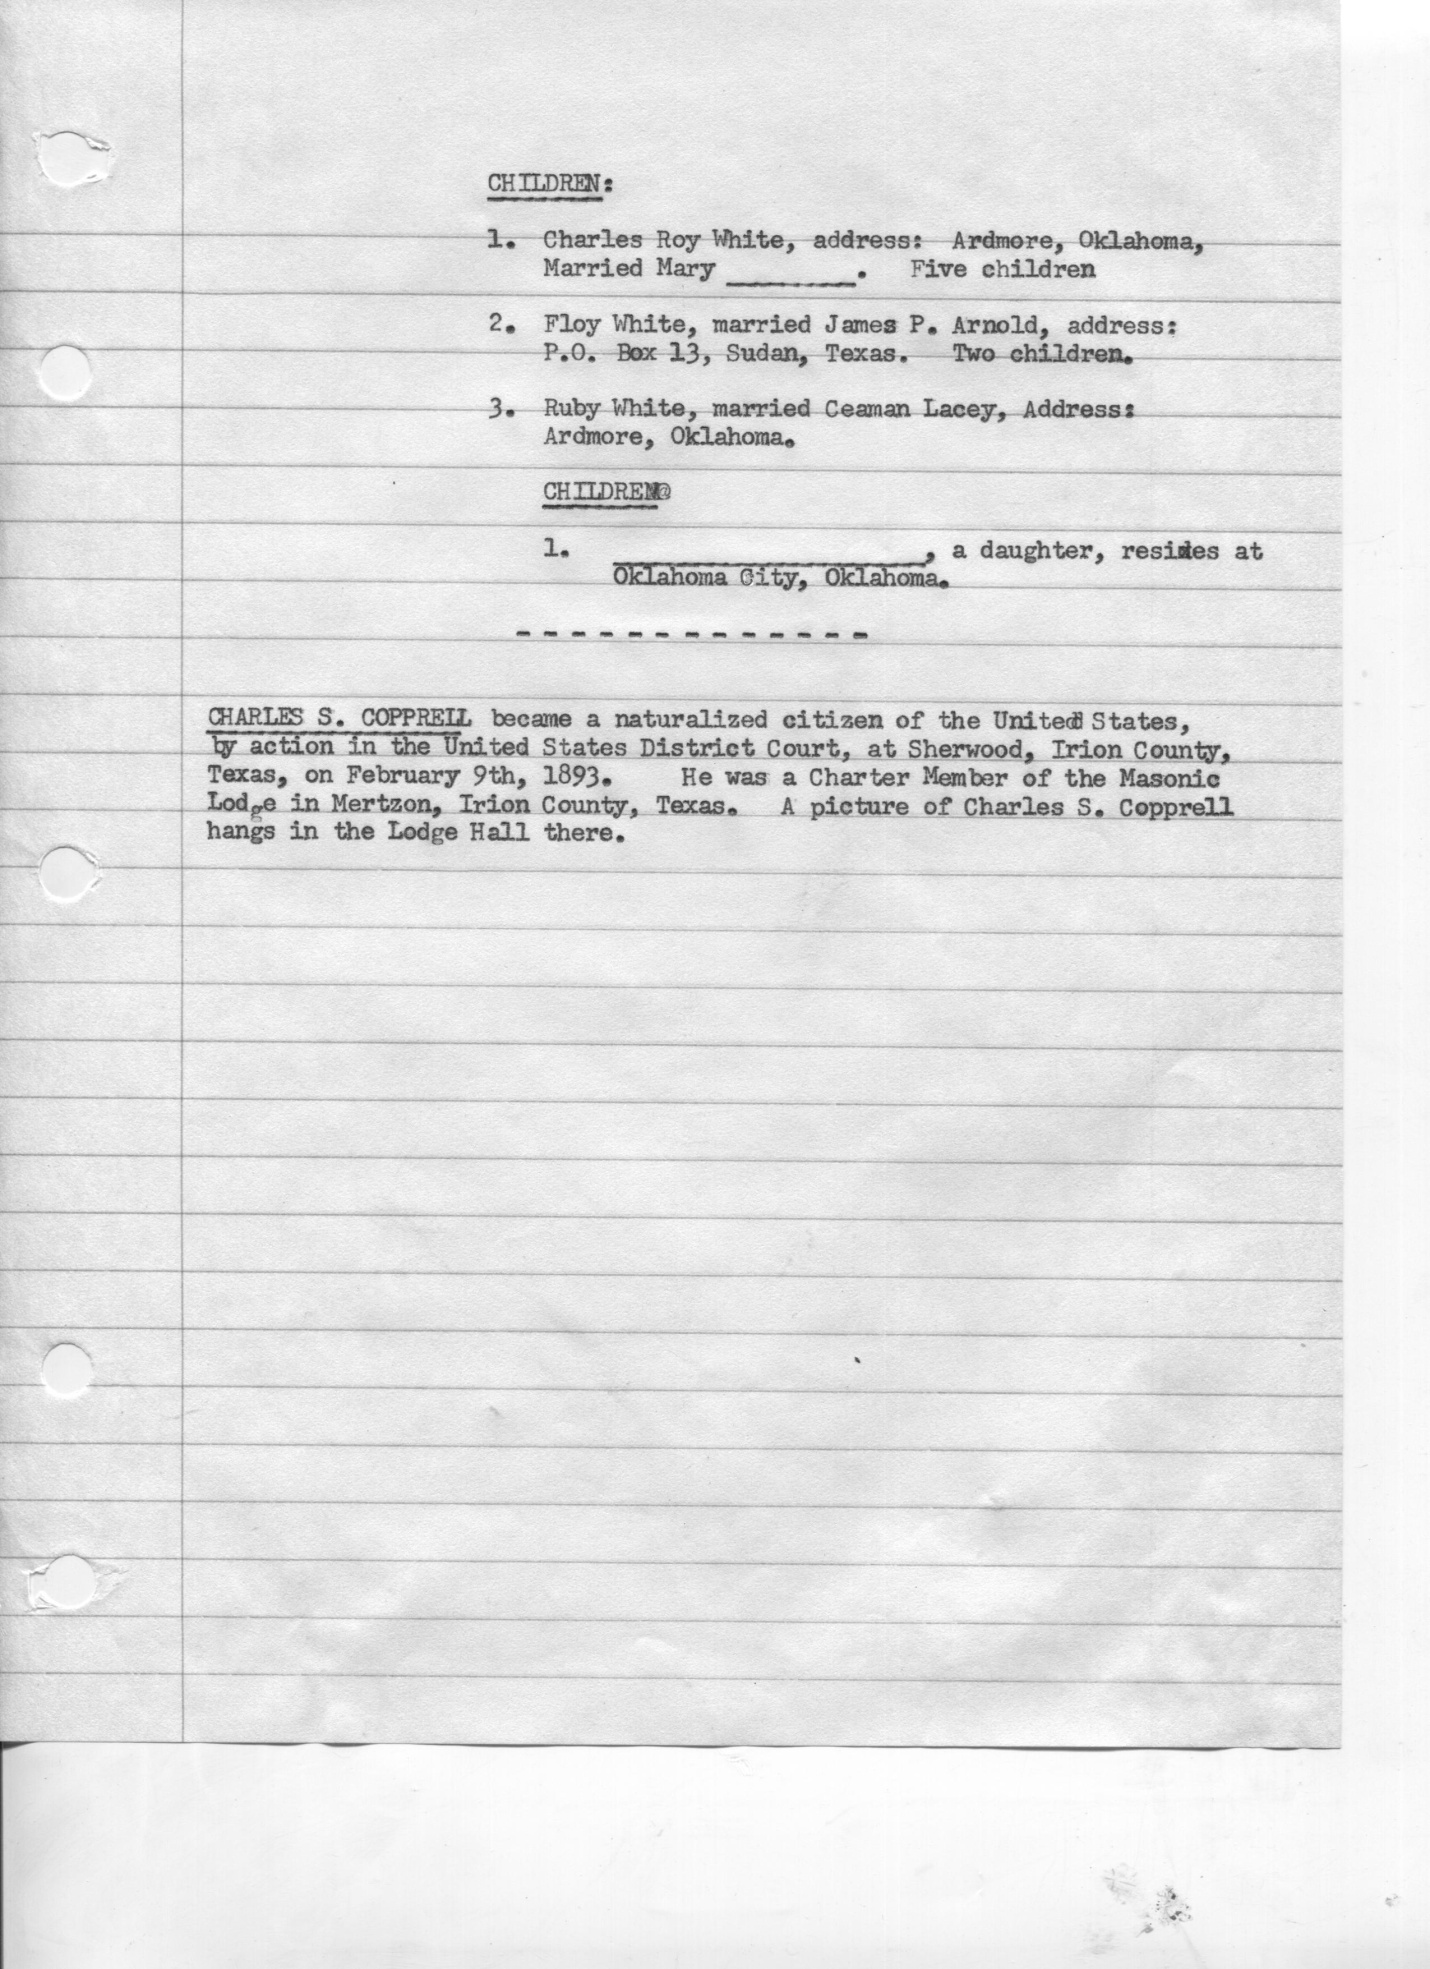 CHILDREN:
1. Charles Roy White, address: Ardmore, Oklahoma,
Married Mary _________. Five children
2. Floy White, married James P. Arnold, address:
P.O. Box 13, Sudan, Texas. Two children.
3. Ruby White, married Ceaman Lacey, Address:
Ardmore, Oklahoma.
CHILDREN@
1. ______________________, a daughter, resides at
Oklahoma City, Oklahoma.
- - - - - - - - - - - - -
CHARLES S. COPPRELL became a naturalized citizen of the United States,
by action in the United States District Court, at Sherwood, Irion County,
Texas, on February 9th, 1893. He was a Charter Member of the Masonic
Lodge in Mertzon, Irion County, Texas. A picture of Charles S. Copprell
hangs in the Lodge Hall there.